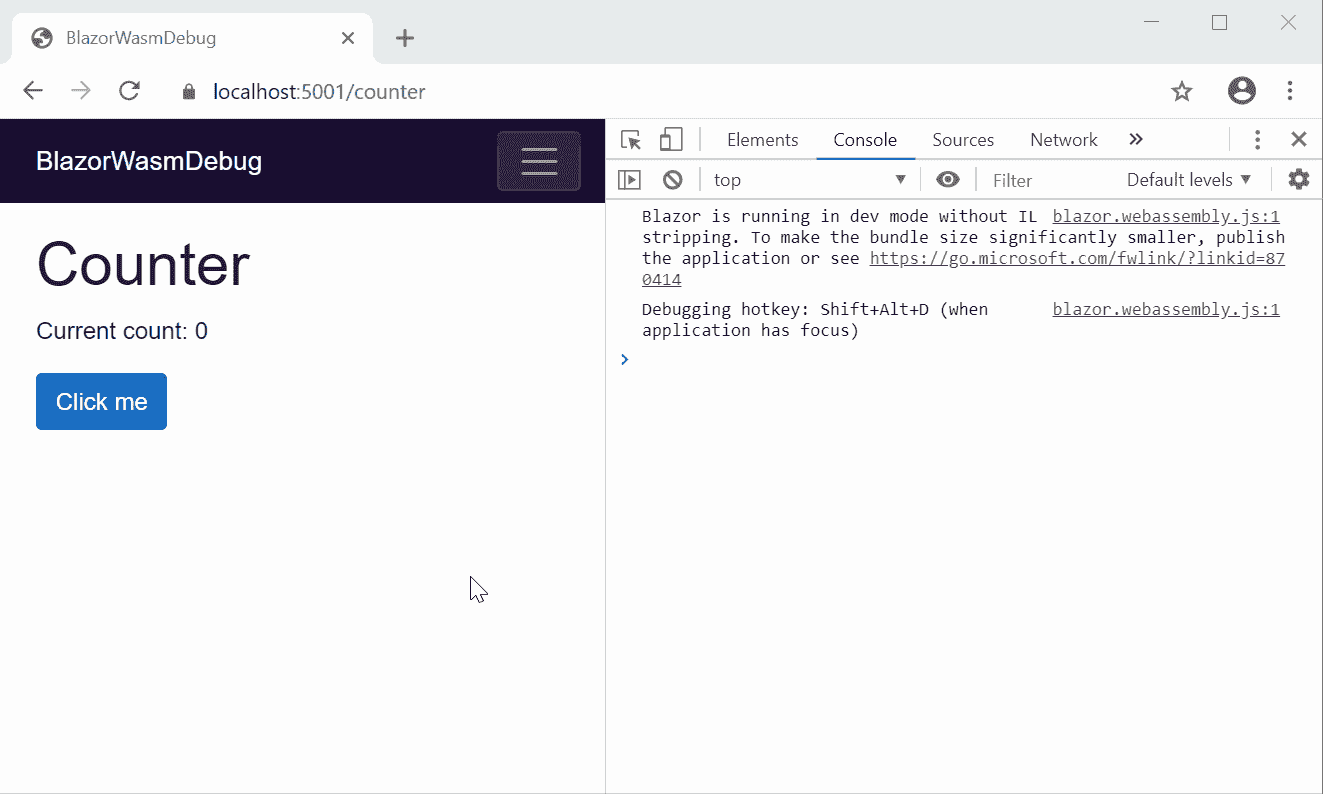 BlazorWasmDebug
localhost:5001/counter
BlazorWasmDebug
Counter
Current count: 0
Click me
Elements Console Sources Network
top Filter Default levels
Blazor is running in dev mode without IL blazor.webassembly.js:1
stripping. To make the bundle size significantly smaller, publish
the application or see https://go.microsoft.com/fwlink/?linkid=87
0414
Debugging hotkey: Shift+Alt+D (when blazor.webassembly.js:1
application has focus)